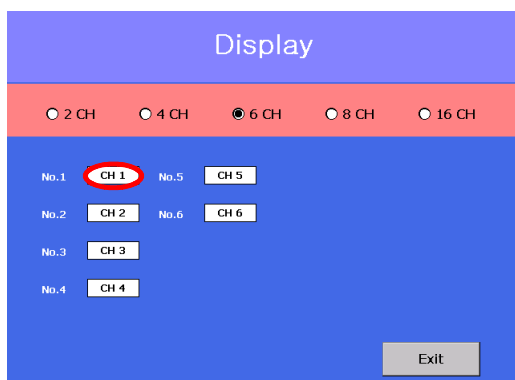 Display
2 CH 4 CH 6 CH 8 CH 16 CH
No.1 CH 1 No.5 CH 5
No.2 CH 2 No.6 CH 6
No.3 CH 3
No.4 CH 4
Exit